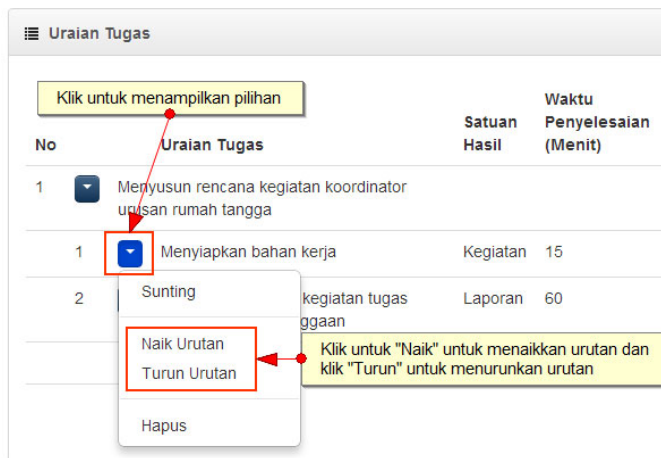 Uraian Tugas
Klik untuk menampilkan pilihan
No
Uraian Tugas
Satuan
Hasil
Waktu
Penyelesaian
(Menit)
1 Menyusun rencana kegiatan koordinator
urusan rumah tangga
1 Menyiapkan bahan kerja Kegiatan 15
2 kegiatan tugas Laporan 60
Sunting
Naik Urutan
Turun Urutan
Hapus
Klik untuk "Naik" untuk menaikkan urutan dan
klik "Turun" untuk menurunkan urutan